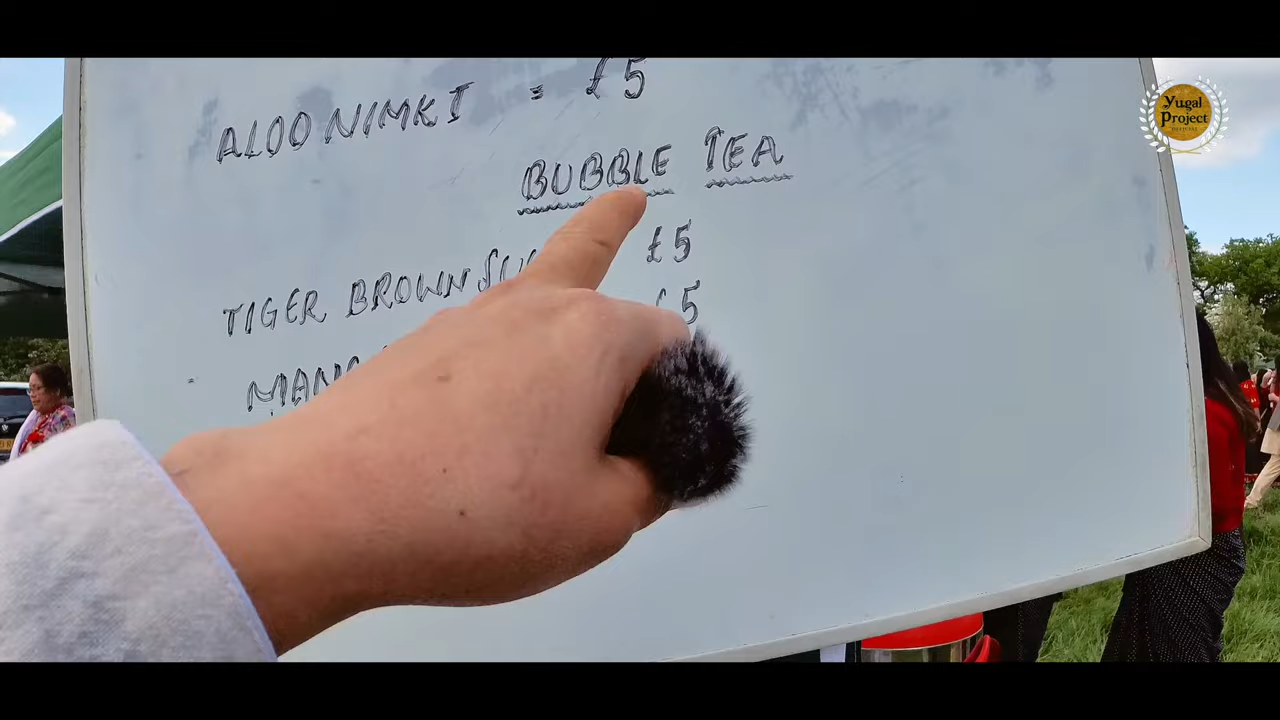 ALOO NIMKI = £5
BUBBLE TEA
TIGER BROWN £5
£5
Yugal
Project